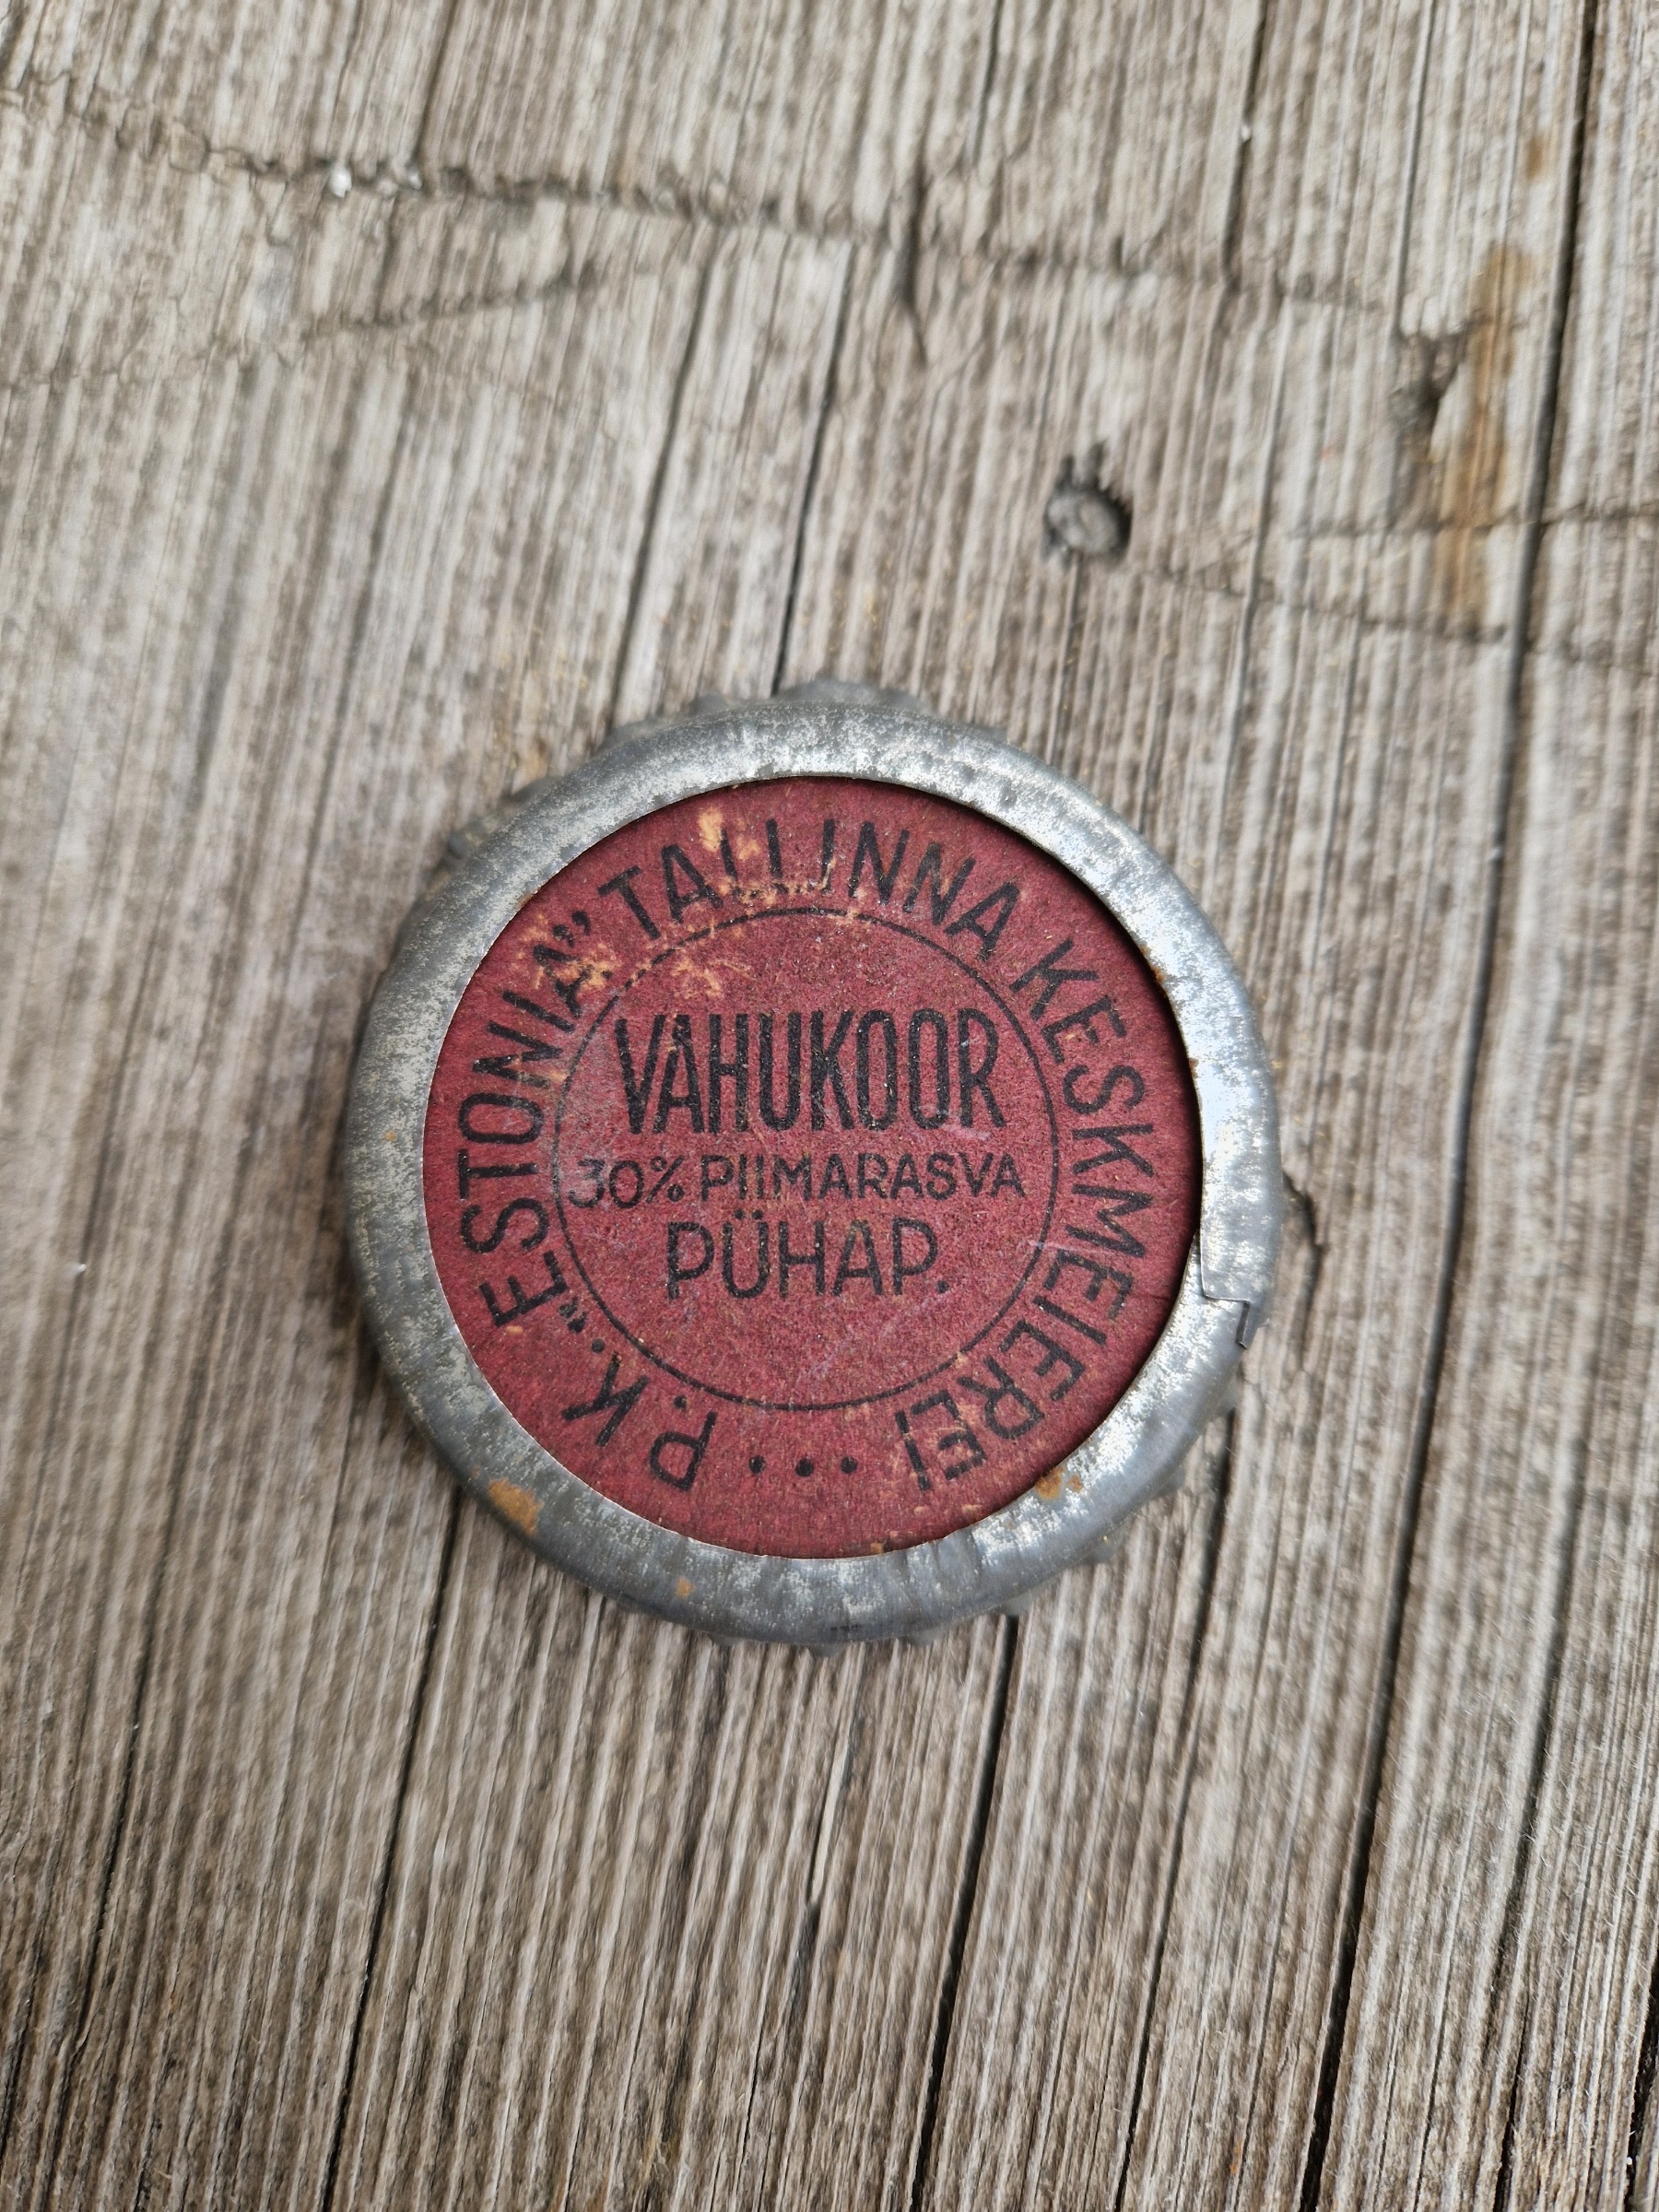 P.K. „ESTONIA” TALLINNA KESKMEIEREI ...
VAHUKOOR
30% PIIMARASVA
PÜHAP.